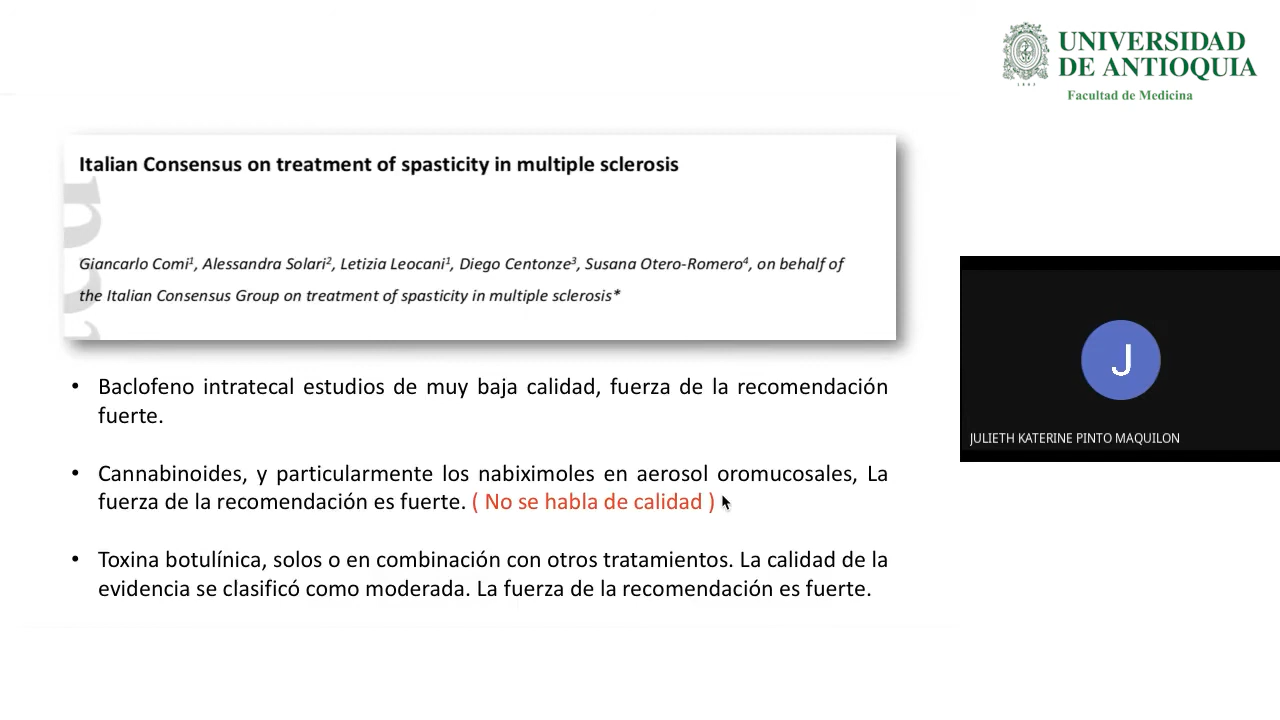 UNIVERSIDAD
DE ANTIOQUIA
1803
Facultad de Medicina
Italian Consensus on treatment of spasticity in multiple sclerosis
Giancarlo Comi¹, Alessandra Solari², Letizia Leocani¹, Diego Centonze³, Susana Otero-Romero⁴, on behalf of
the Italian Consensus Group on treatment of spasticity in multiple sclerosis*
• Baclofeno intratecal estudios de muy baja calidad, fuerza de la recomendación
fuerte.
• Cannabinoides, y particularmente los nabiximoles en aerosol oromucosales, La
fuerza de la recomendación es fuerte. ( No se habla de calidad )
• Toxina botulínica, solos o en combinación con otros tratamientos. La calidad de la
evidencia se clasificó como moderada. La fuerza de la recomendación es fuerte.
J
JULIETH KATERINE PINTO MAQUILON